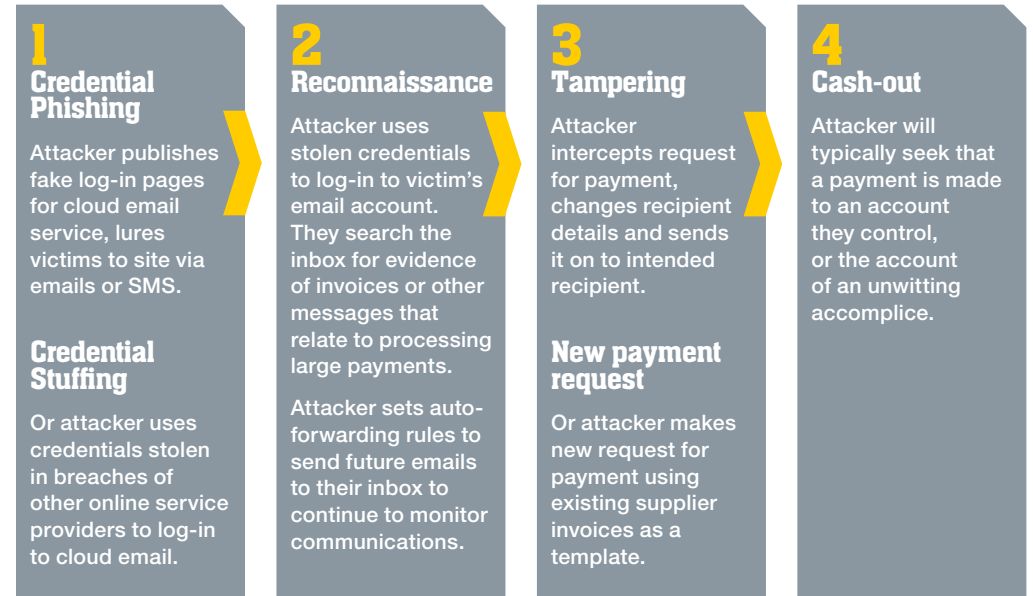 1
Credential
Phishing
Attacker publishes
fake log-in pages
for cloud email
service, lures
victims to site via
emails or SMS.
Credential
Stuffing
Or attacker uses
credentials stolen
in breaches of
other online service
providers to log-in
to cloud email.
2
Reconnaissance
Attacker uses
stolen credentials
to log-in to victim's
email account.
They search the
inbox for evidence
of invoices or other
messages that
relate to processing
large payments.
Attacker sets auto-
forwarding rules to
send future emails
to their inbox to
continue to monitor
communications.
3
Tampering
Attacker
intercepts request
for payment,
changes recipient
details and sends
it on to intended
recipient.
New payment
request
Or attacker makes
new request for
payment using
existing supplier
invoices as a
template.
4
Cash-out
Attacker will
typically seek that
a payment is made
to an account
they control,
or the account
of an unwitting
accomplice.